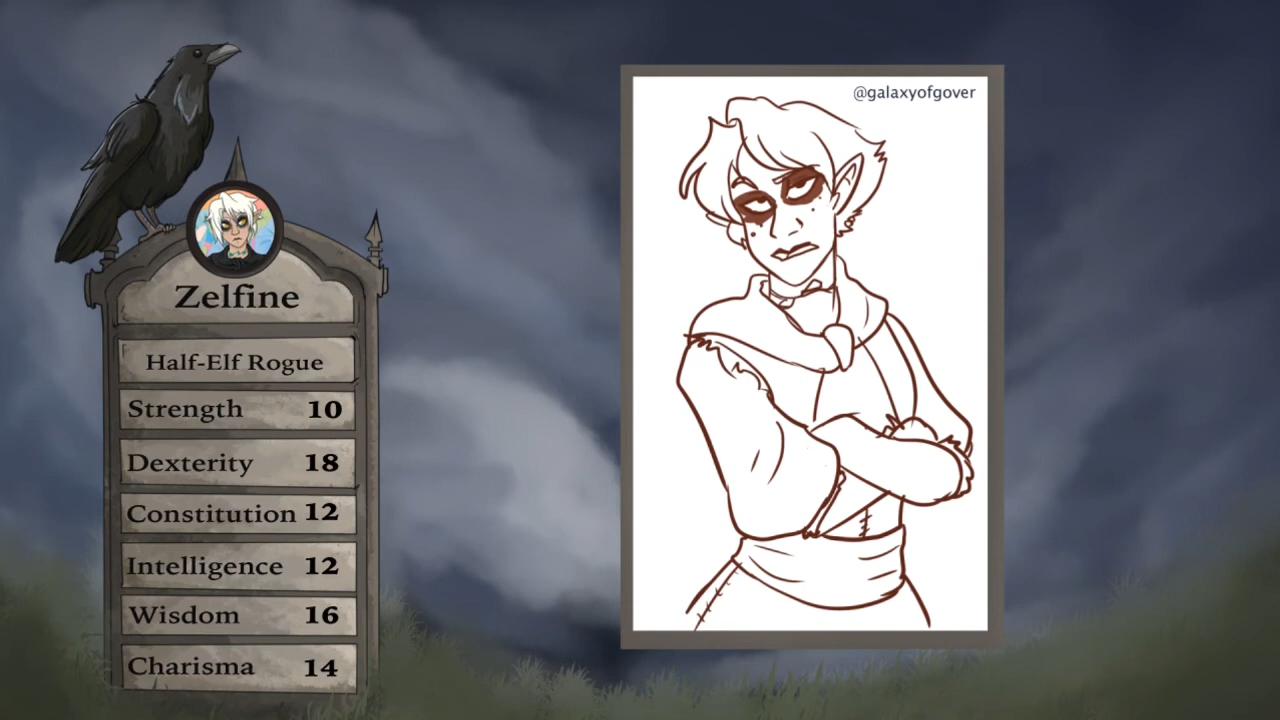 Zelfine
Half-Elf Rogue
Strength 10
Dexterity 18
Constitution 12
Intelligence 12
Wisdom 16
Charisma 14
@galaxyofgover